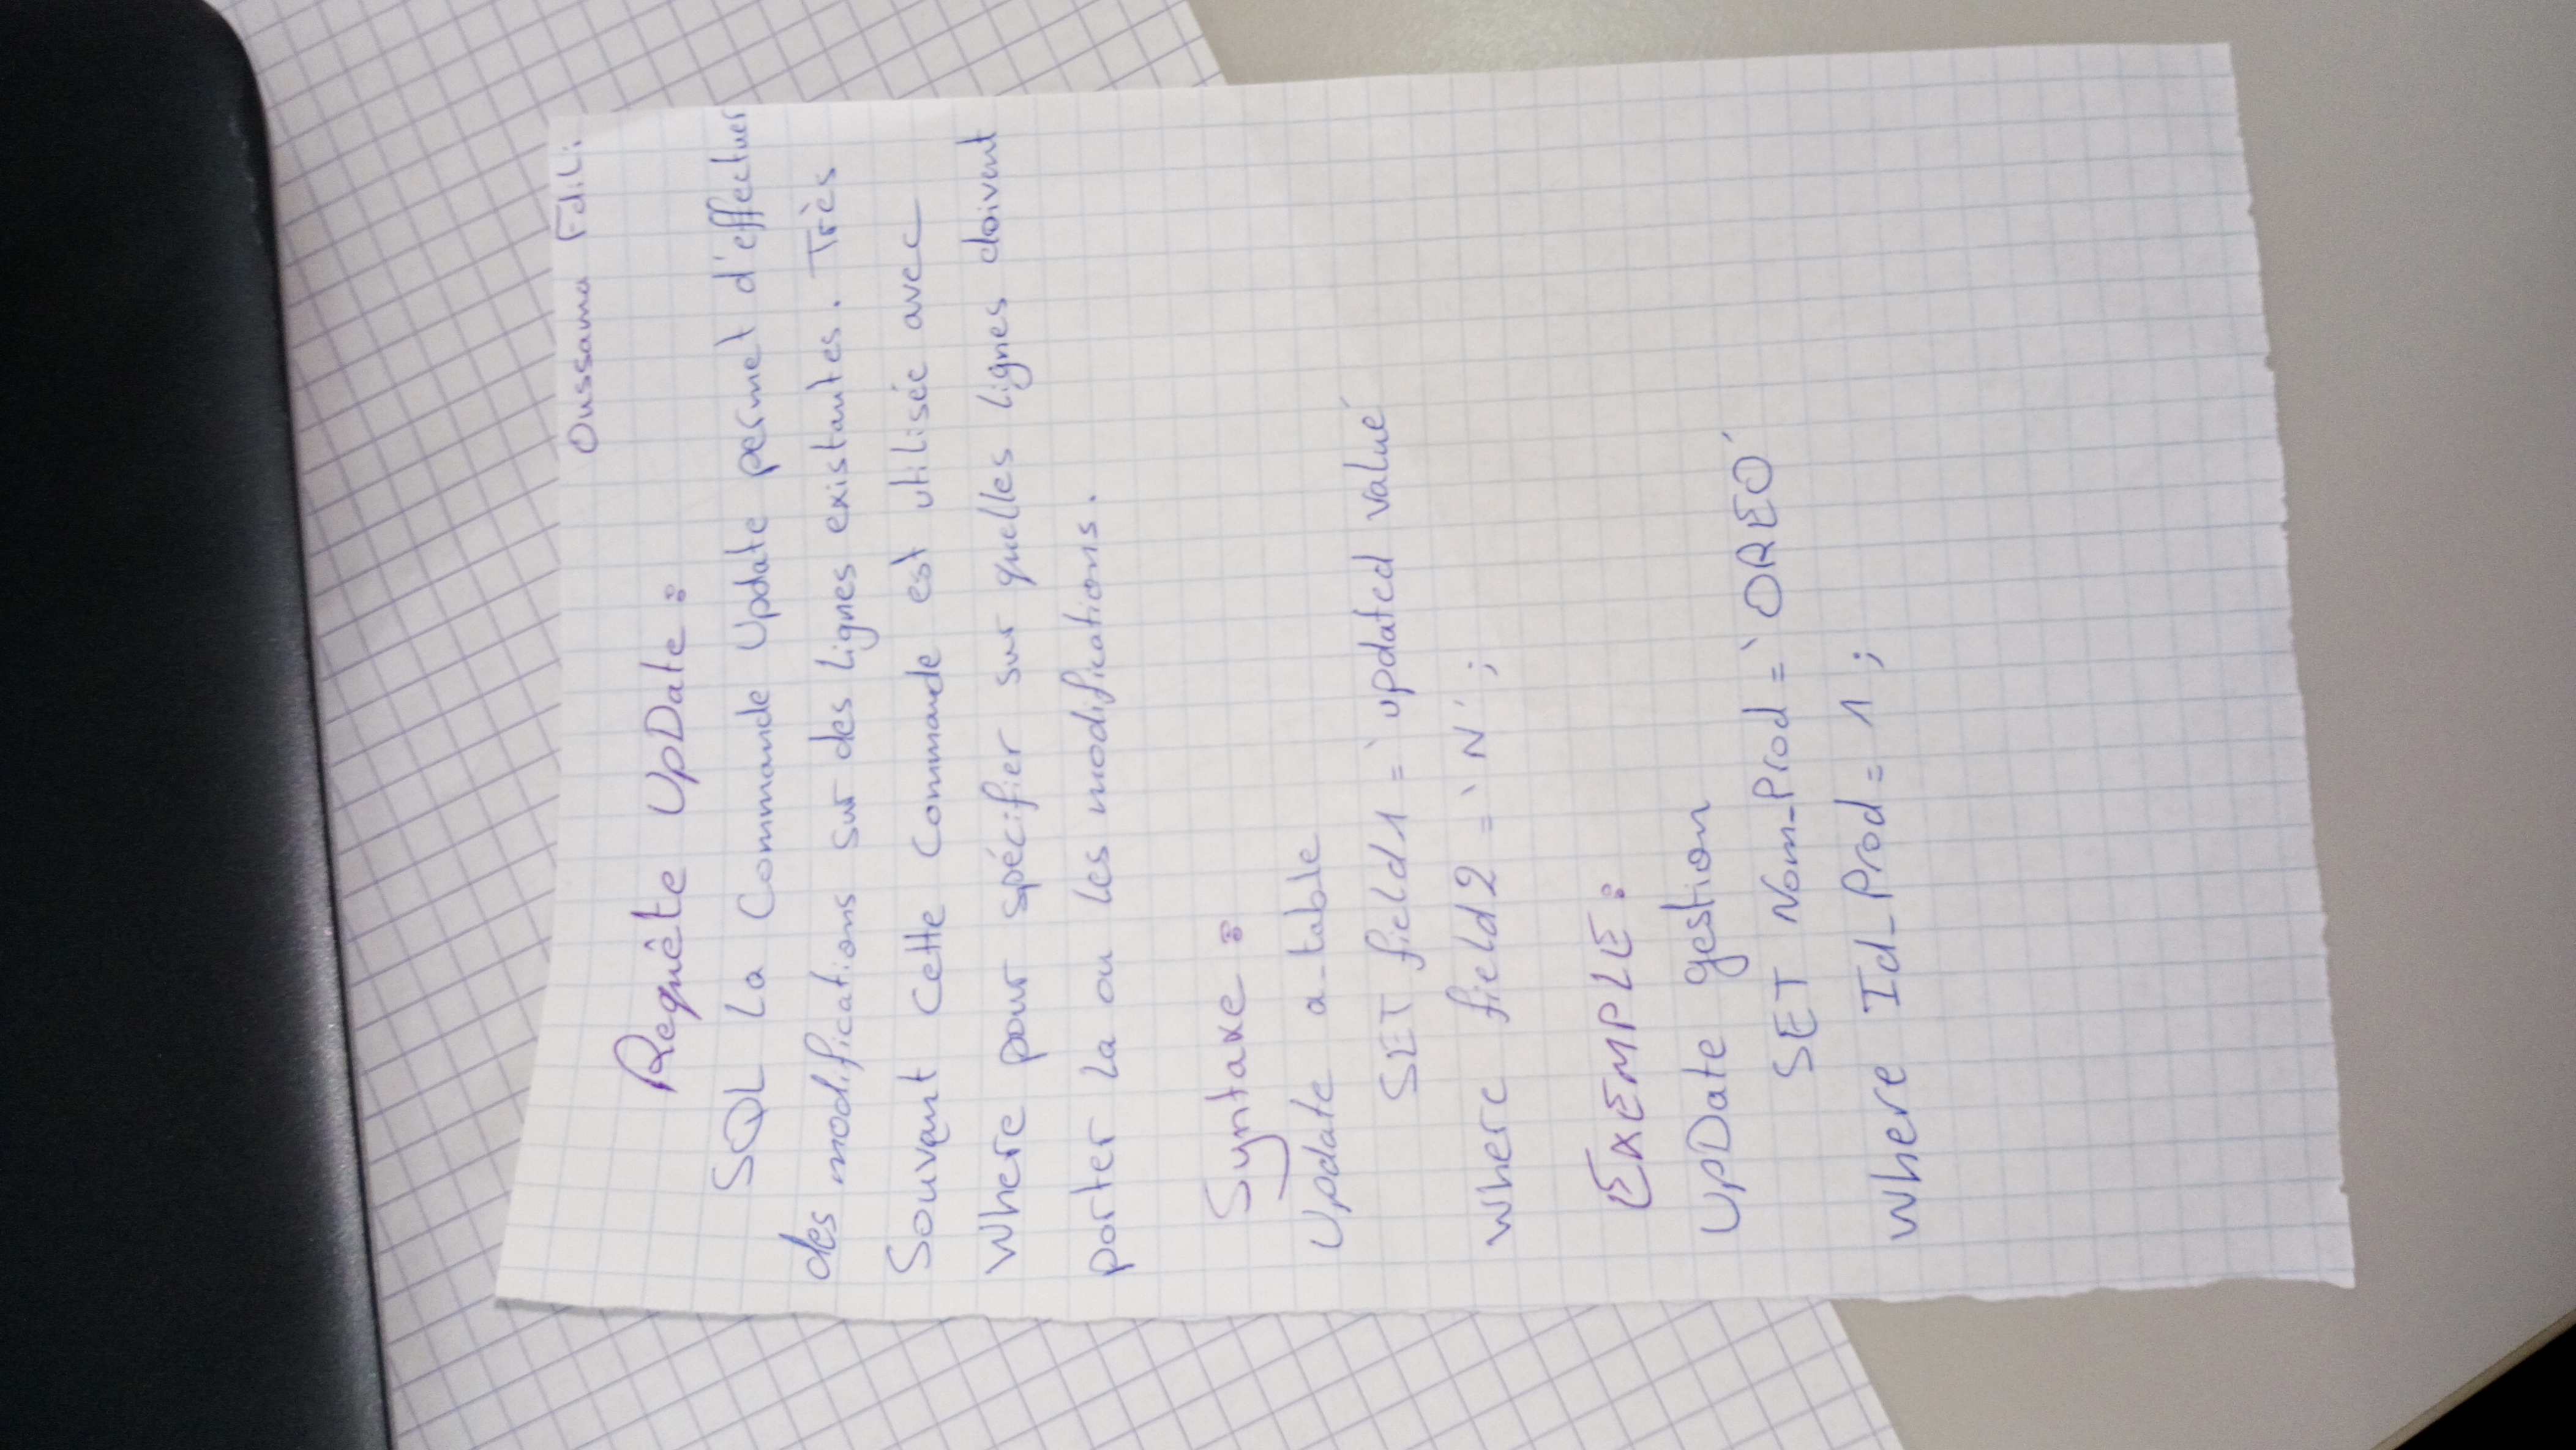 Oussama Fdili
Requête UpDate :
SQL La Commande Update permet d'effectuer
des modifications sur des lignes existantes. Très
Souvent cette Commande est utilisée avec
Where pour spécifier sur quelles lignes doivent
porter la ou les modifications.
Syntaxe :
Update a_table
SET field1 = 'updated value'
Where field2 = 'N' ;
EXEMPLE :
UpDate gestion
SET Nom_Prod = 'OREO'
Where Id_Prod = 1 ;